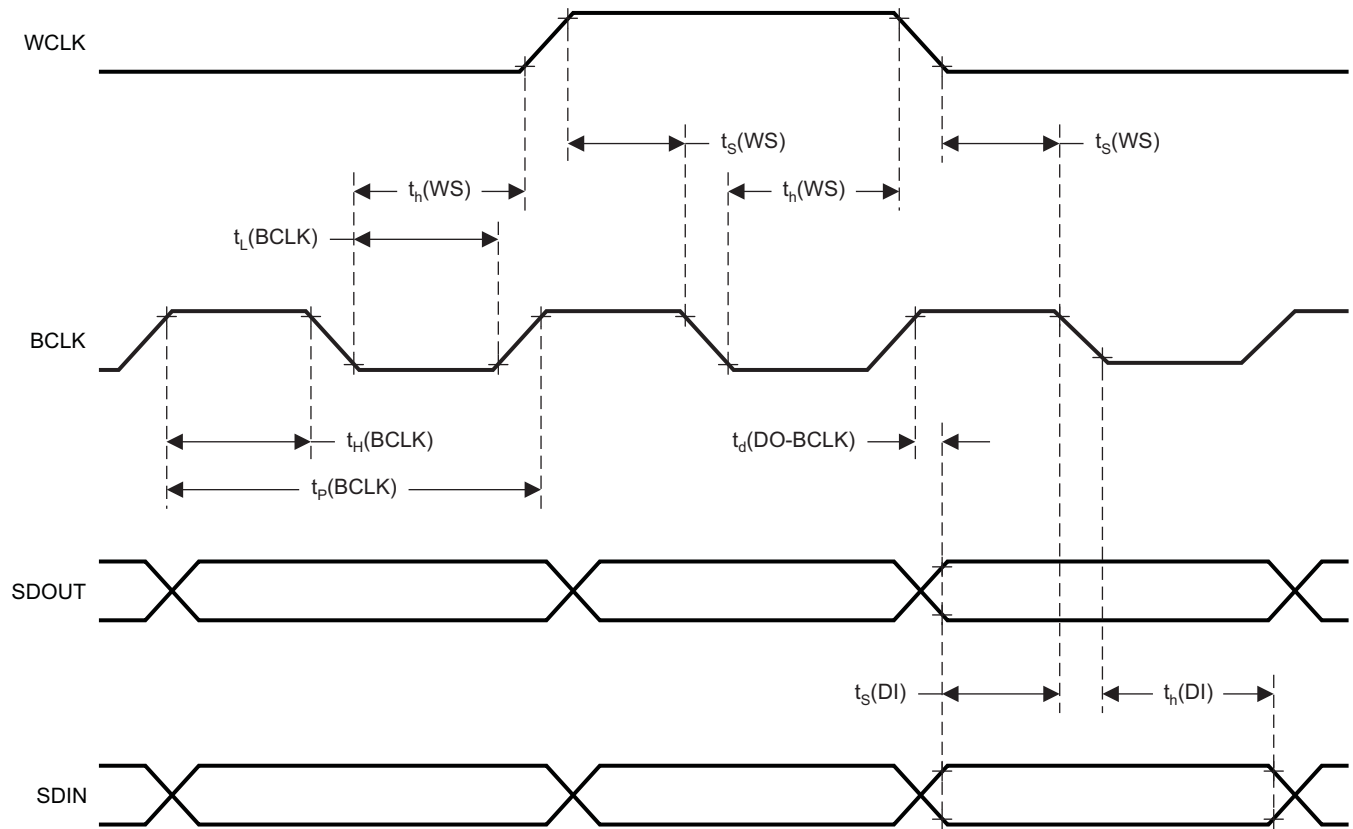 WCLK
tS(WS)
tS(WS)
th(WS)
th(WS)
tL(BCLK)
BCLK
tH(BCLK)
td(DO-BCLK)
tP(BCLK)
SDOUT
tS(DI)
th(DI)
SDIN